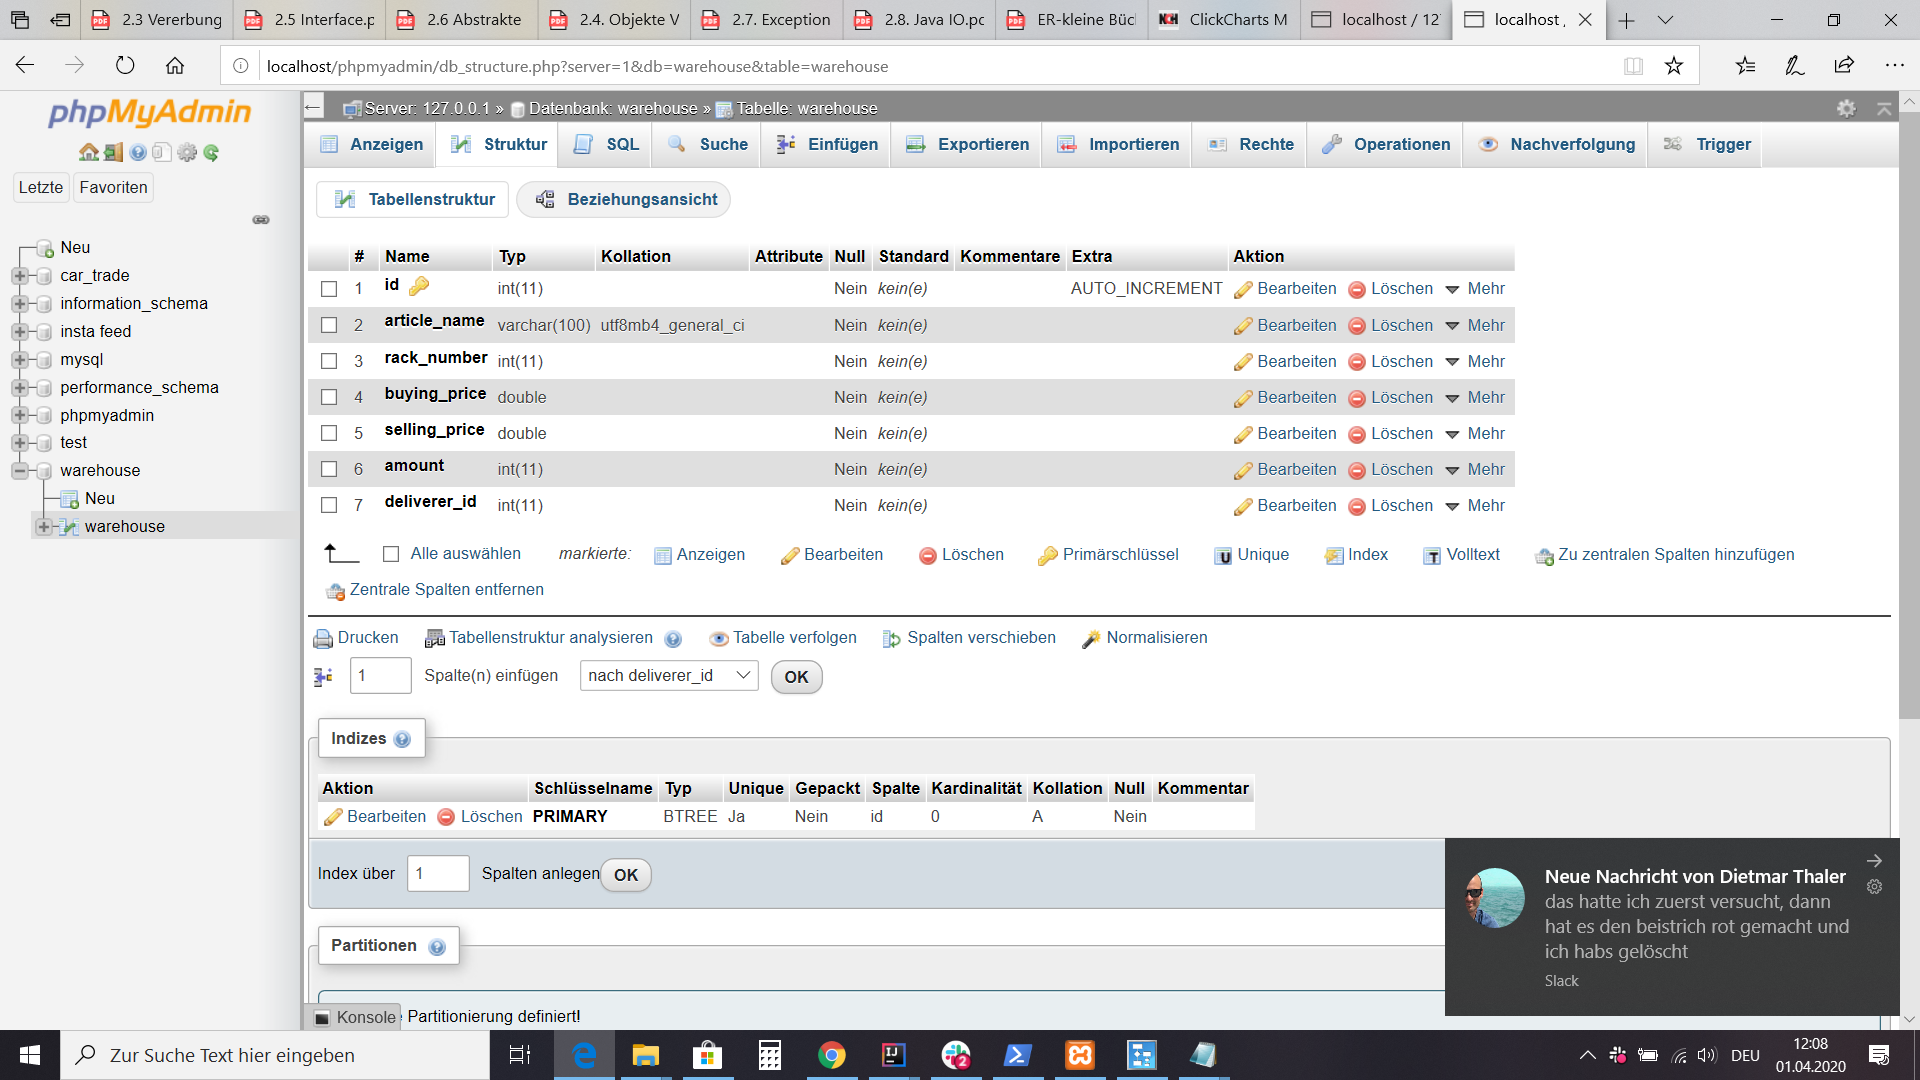 2.3 Vererbung
2.5 Interface.p
2.6 Abstrakte
2.4. Objekte V
2.7. Exception
2.8. Java IO.pd
ER-kleine Büc
ClickCharts M
localhost / 12
localhost /
localhost/phpmyadmin/db_structure.php?server=1&db=warehouse&table=warehouse
phpMyAdmin
Letzte
Favoriten
Neu
car_trade
information_schema
insta feed
mysql
performance_schema
phpmyadmin
test
warehouse
Neu
warehouse
Server: 127.0.0.1 » Datenbank: warehouse » Tabelle: warehouse
Anzeigen Struktur SQL Suche Einfügen Exportieren Importieren Rechte Operationen Nachverfolgung Trigger
Tabellenstruktur Beziehungsansicht
# Name Typ Kollation Attribute Null Standard Kommentare Extra Aktion
1 id int(11) Nein kein(e) AUTO_INCREMENT Bearbeiten Löschen Mehr
2 article_name varchar(100) utf8mb4_general_ci Nein kein(e) Bearbeiten Löschen Mehr
3 rack_number int(11) Nein kein(e) Bearbeiten Löschen Mehr
4 buying_price double Nein kein(e) Bearbeiten Löschen Mehr
5 selling_price double Nein kein(e) Bearbeiten Löschen Mehr
6 amount int(11) Nein kein(e) Bearbeiten Löschen Mehr
7 deliverer_id int(11) Nein kein(e) Bearbeiten Löschen Mehr
Alle auswählen markierte: Anzeigen Bearbeiten Löschen Primärschlüssel Unique Index Volltext Zu zentralen Spalten hinzufügen
Zentrale Spalten entfernen
Drucken Tabellenstruktur analysieren Tabelle verfolgen Spalten verschieben Normalisieren
1 Spalte(n) einfügen nach deliverer_id OK
Indizes
Aktion Schlüsselname Typ Unique Gepackt Spalte Kardinalität Kollation Null Kommentar
Bearbeiten Löschen PRIMARY BTREE Ja Nein id 0 A Nein
Index über 1 Spalten anlegen OK
Partitionen
Konsole
Partitionierung definiert!
Neue Nachricht von Dietmar Thaler
das hatte ich zuerst versucht, dann
hat es den beistrich rot gemacht und
ich habs gelöscht
Slack
Zur Suche Text hier eingeben
2
DEU
12:08
01.04.2020